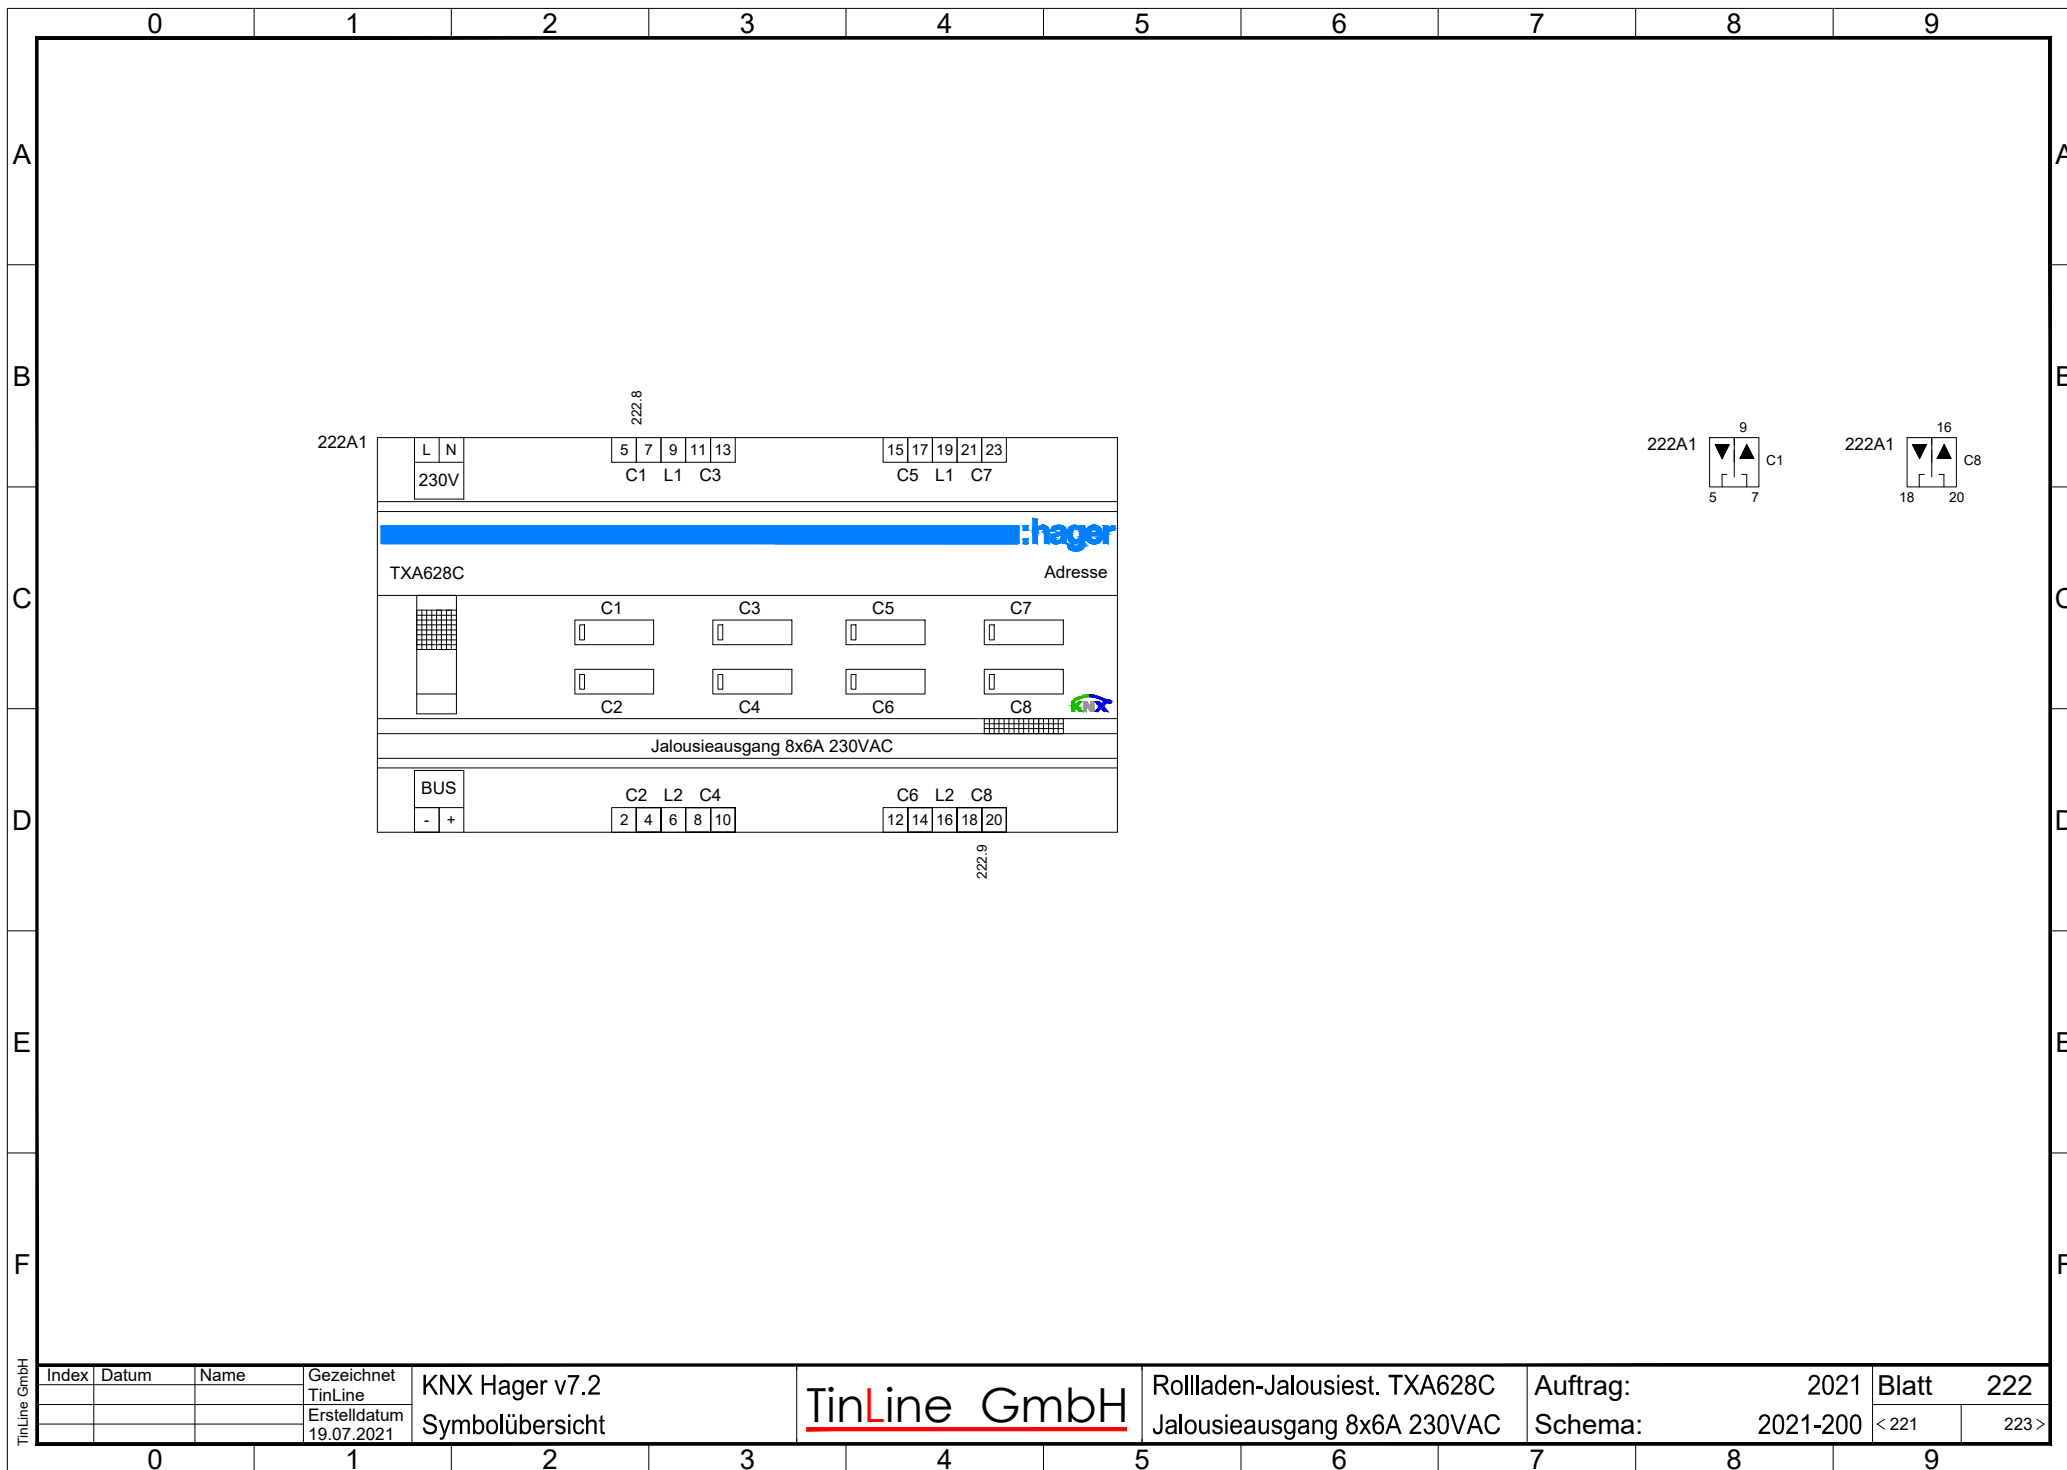 0 1 2 3 4 5 6 7 8 9
A A
B B
222.8
222A1 L N 5 7 9 11 13 15 17 19 21 23
230V C1 L1 C3 C5 L1 C7
222A1 9 C1 5 7
222A1 16 C8 18 20
:hager
TXA628C Adresse
C C
C1 C3 C5 C7
C2 C4 C6 C8 KNX
Jalousieausgang 8x6A 230VAC
BUS C2 L2 C4 C6 L2 C8
- + 2 4 6 8 10 12 14 16 18 20
D D
222.9
E E
F F
TinLine GmbH
Index Datum Name Gezeichnet
TinLine
Erstelldatum
19.07.2021
KNX Hager v7.2
Symbolübersicht
TinLine GmbH
Rollladen-Jalousiest. TXA628C
Jalousieausgang 8x6A 230VAC
Auftrag: 2021
Schema: 2021-200
Blatt 222
< 221 223 >
0 1 2 3 4 5 6 7 8 9